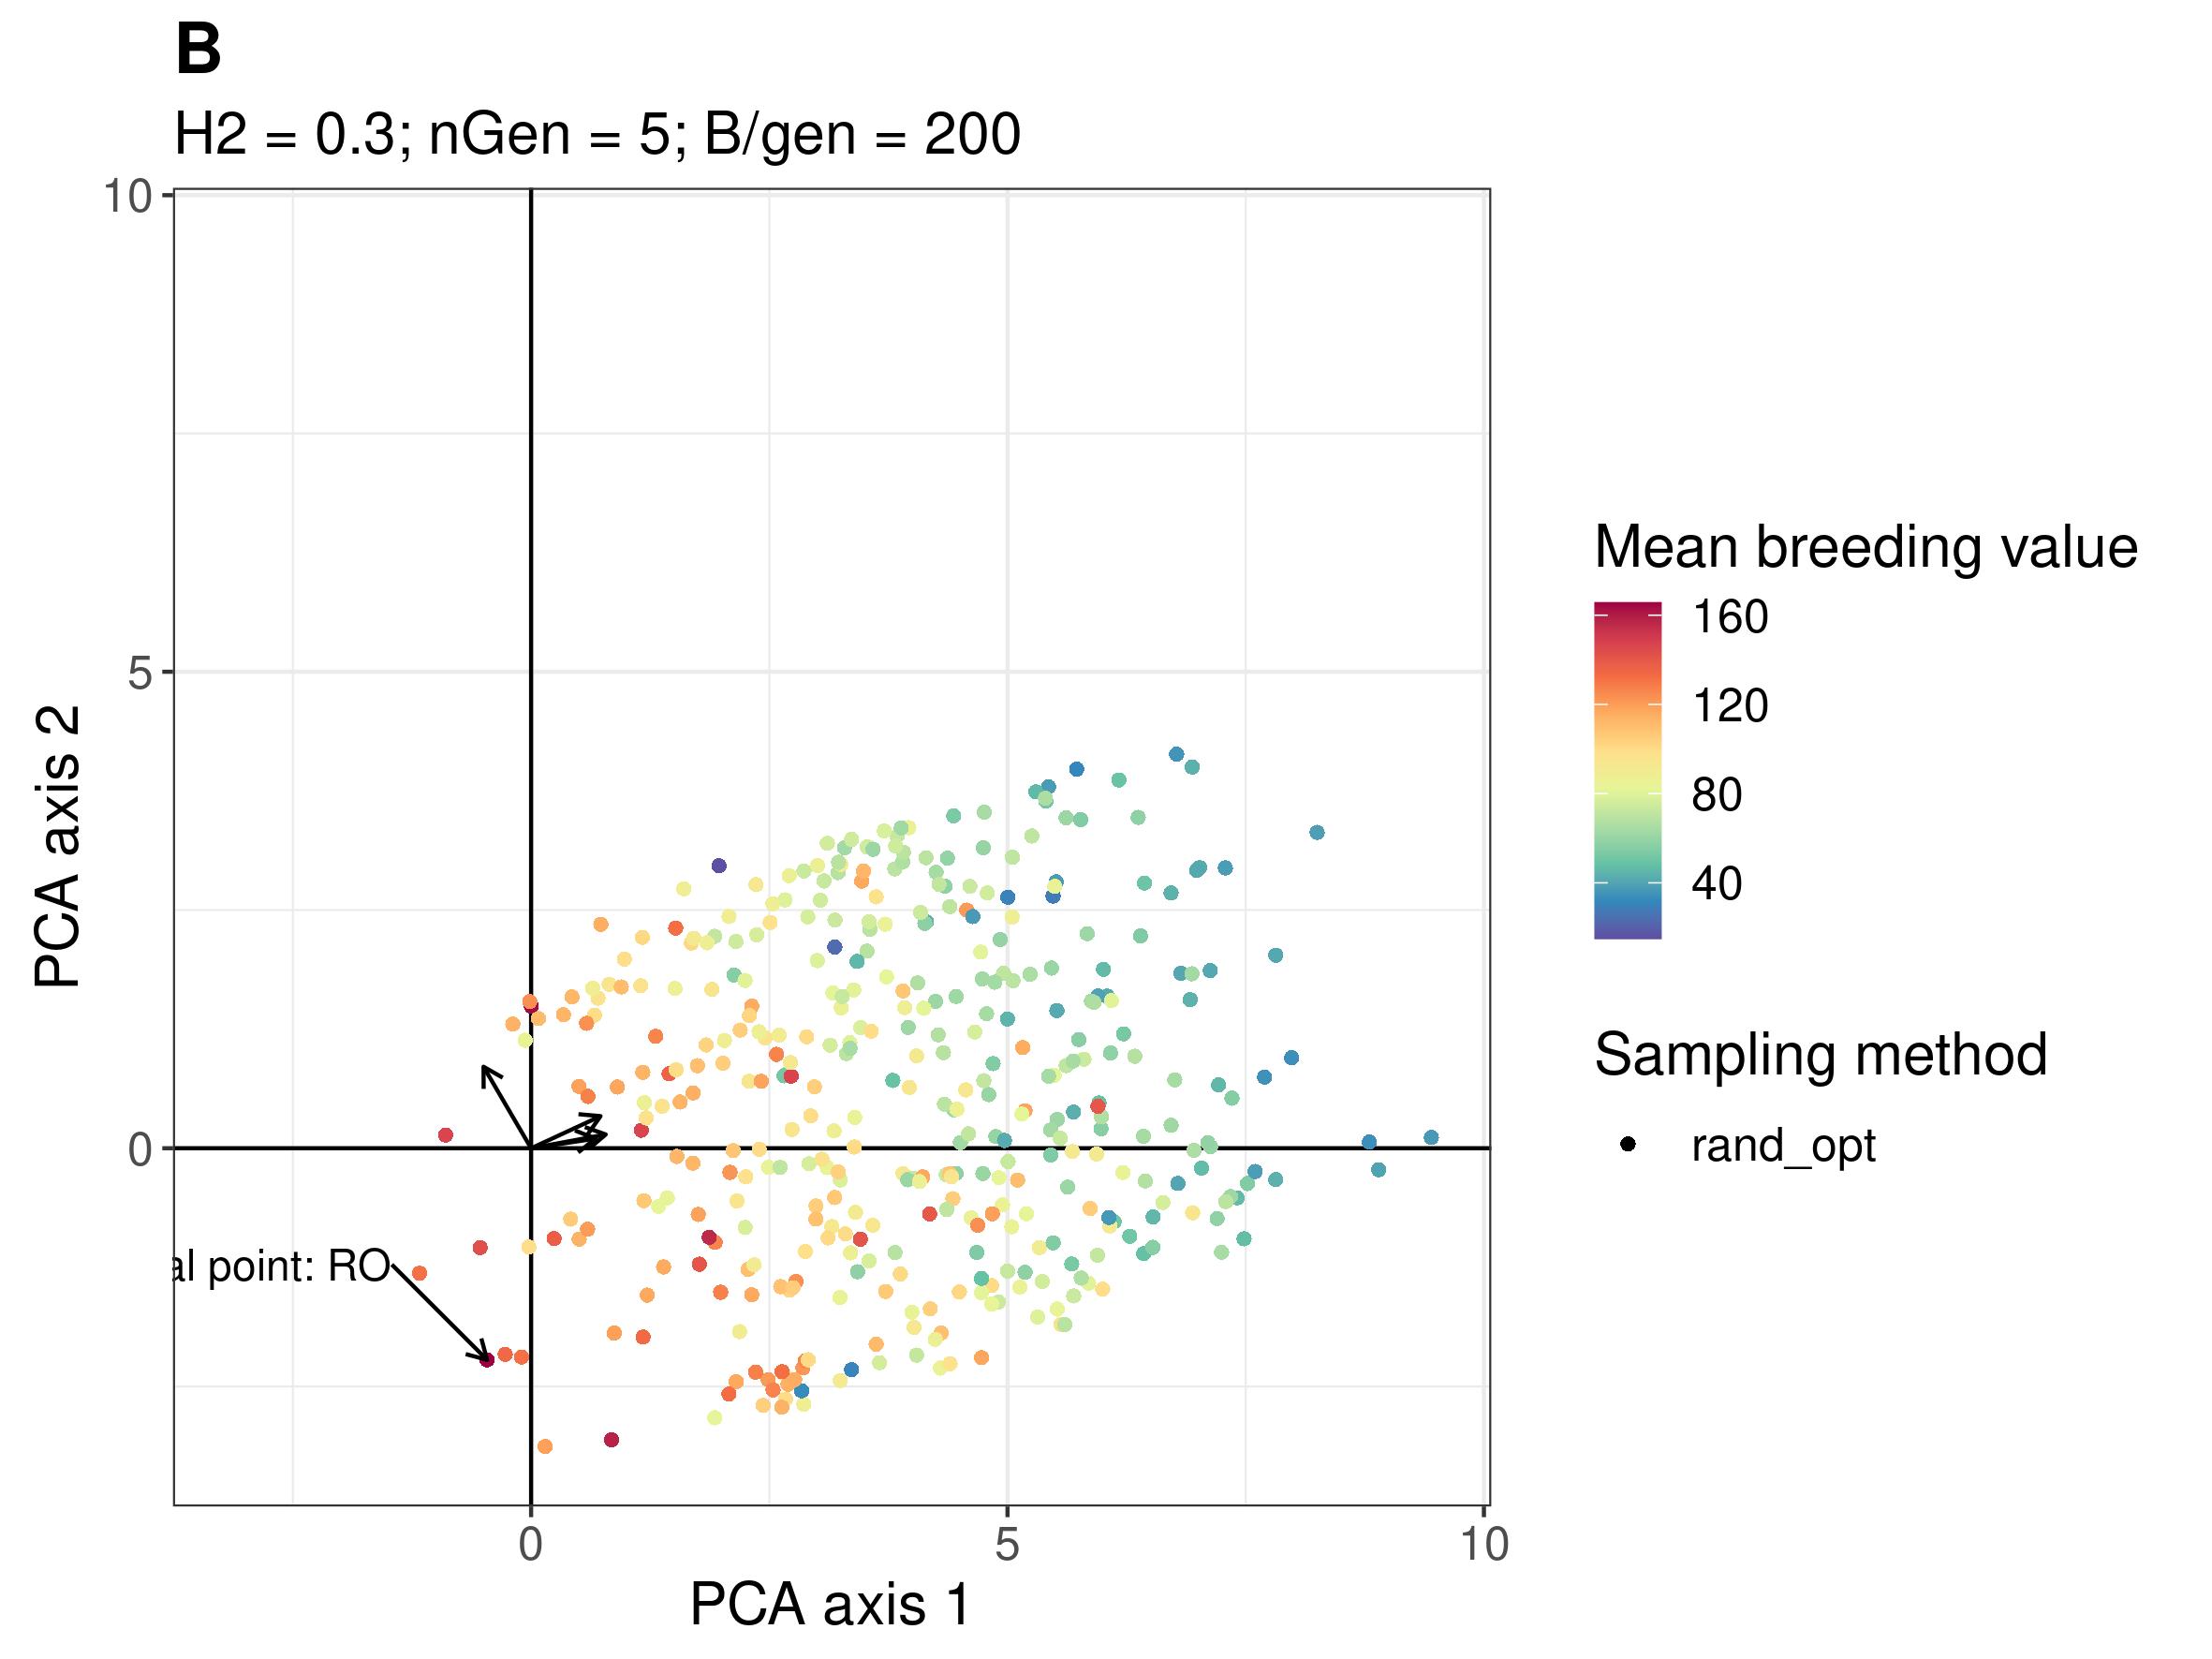 B
H2 = 0.3; nGen = 5; B/gen = 200
10
5
0
PCA axis 2
al point: RO
0
5
10
PCA axis 1
Mean breeding value
160
120
80
40
Sampling method
rand_opt